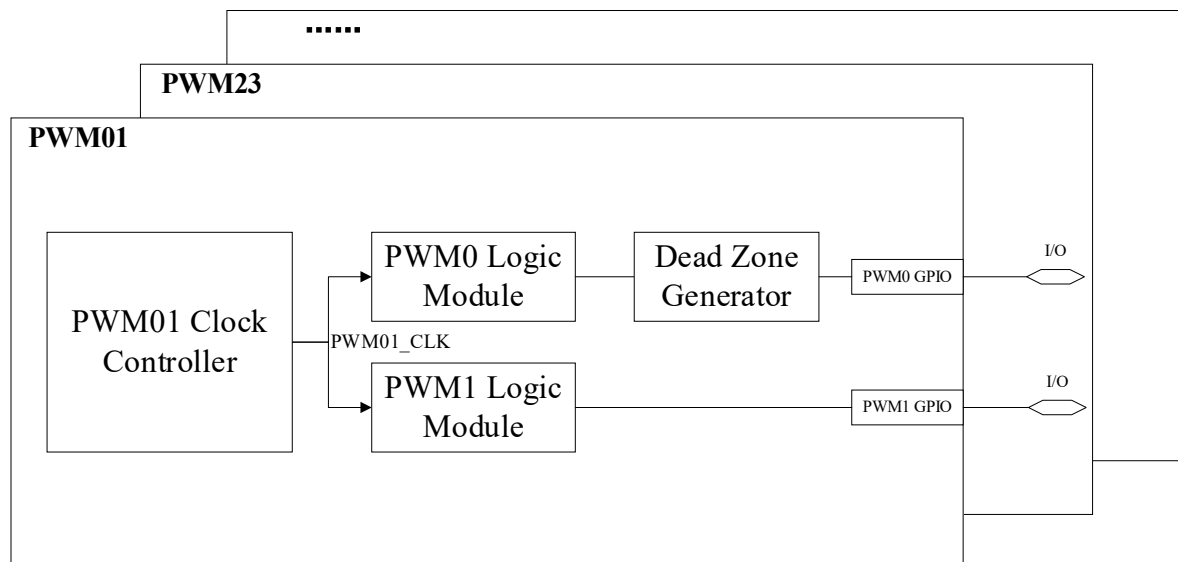 ......
PWM23
PWM01
PWM01 Clock
Controller
PWM01_CLK
PWM0 Logic
Module
Dead Zone
Generator
PWM0 GPIO
I/O
PWM1 Logic
Module
PWM1 GPIO
I/O